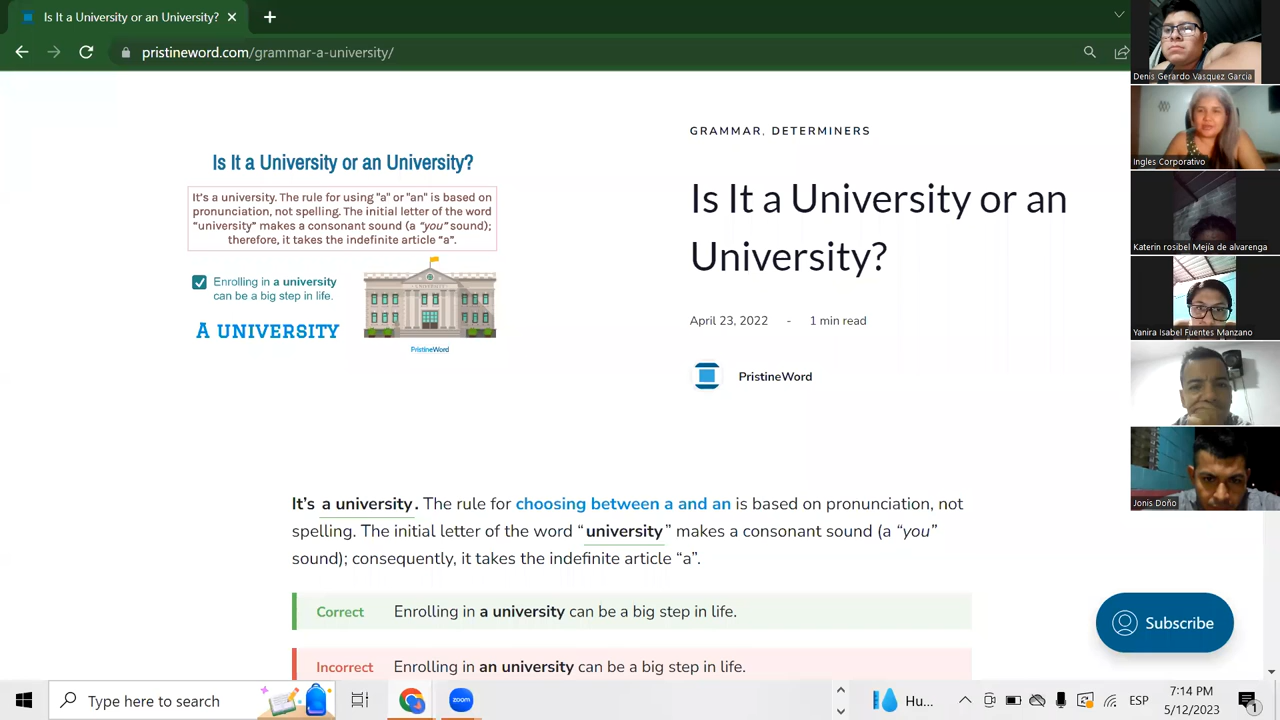 Is It a University or an University?
pristineword.com/grammar-a-university/
Is It a University or an University?
It's a university. The rule for using "a" or "an" is based on
pronunciation, not spelling. The initial letter of the word
"university" makes a consonant sound (a "you" sound);
therefore, it takes the indefinite article "a".
Enrolling in a university
can be a big step in life.
A UNIVERSITY
UNIVERSITY
PristineWord
GRAMMAR, DETERMINERS
Is It a University or an
University?
April 23, 2022 - 1 min read
PristineWord
It's a university. The rule for choosing between a and an is based on pronunciation, not
spelling. The initial letter of the word “university” makes a consonant sound (a “you”
sound); consequently, it takes the indefinite article “a”.
Correct Enrolling in a university can be a big step in life.
Incorrect Enrolling in an university can be a big step in life.
Subscribe
Denis Gerardo Vasquez Garcia
Ingles Corporativo
Katerin rosibel Mejía de alvarenga
Yanira Isabel Fuentes Manzano
Jonis Doño
Type here to search
zoom
Hu...
ESP
7:14 PM
5/12/2023
1